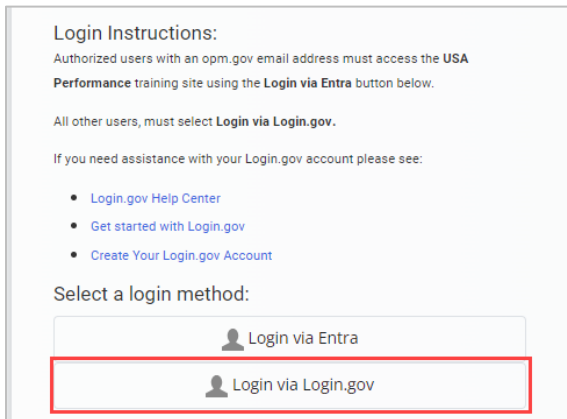 Login Instructions:
Authorized users with an opm.gov email address must access the USA
Performance training site using the Login via Entra button below.
All other users, must select Login via Login.gov.
If you need assistance with your Login.gov account please see:
Login.gov Help Center
Get started with Login.gov
Create Your Login.gov Account
Select a login method:
Login via Entra
Login via Login.gov